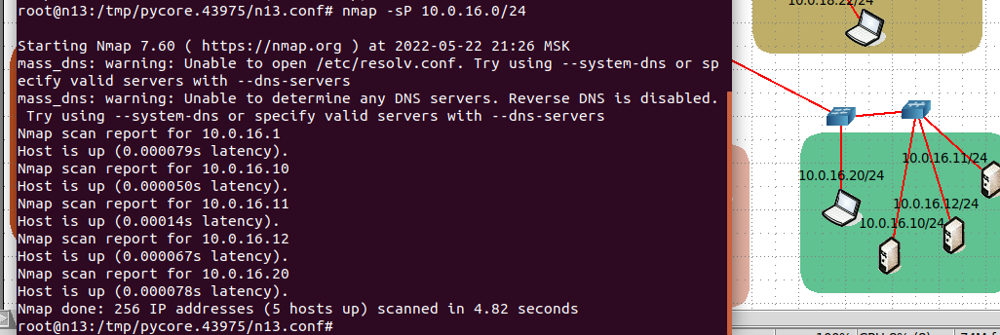 root@n13:/tmp/pycore.43975/n13.conf# nmap -sP 10.0.16.0/24
Starting Nmap 7.60 ( https://nmap.org ) at 2022-05-22 21:26 MSK
mass_dns: warning: Unable to open /etc/resolv.conf. Try using --system-dns or sp
ecify valid servers with --dns-servers
mass_dns: warning: Unable to determine any DNS servers. Reverse DNS is disabled.
 Try using --system-dns or specify valid servers with --dns-servers
Nmap scan report for 10.0.16.1
Host is up (0.000079s latency).
Nmap scan report for 10.0.16.10
Host is up (0.000050s latency).
Nmap scan report for 10.0.16.11
Host is up (0.00014s latency).
Nmap scan report for 10.0.16.12
Host is up (0.000067s latency).
Nmap scan report for 10.0.16.20
Host is up (0.000078s latency).
Nmap done: 256 IP addresses (5 hosts up) scanned in 4.82 seconds
root@n13:/tmp/pycore.43975/n13.conf#
10.0.18.22/24
10.0.16.11/24
10.0.16.20/24
10.0.16.12/24
10.0.16.10/24